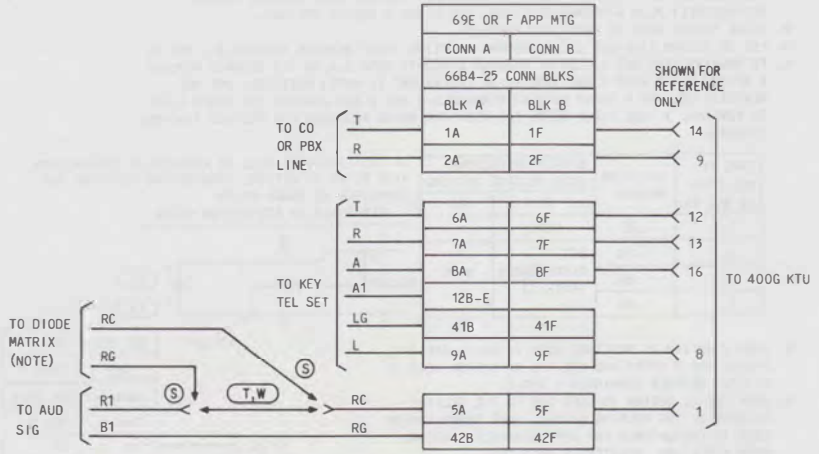 69E OR F APP MTG
CONN A CONN B
66B4-25 CONN BLKS
BLK A BLK B
SHOWN FOR
REFERENCE
ONLY
TO CO
OR PBX
LINE
T 1A 1F 14
R 2A 2F 9
TO KEY
TEL SET
T 6A 6F 12
R 7A 7F 13
A 8A 8F 16
A1 12B-E
LG 41B 41F
L 9A 9F 8
TO 400G KTU
TO DIODE
MATRIX
(NOTE)
RC
RG
S
S
TO AUD
SIG
R1 T,W RC 5A 5F 1
B1 RG 42B 42F